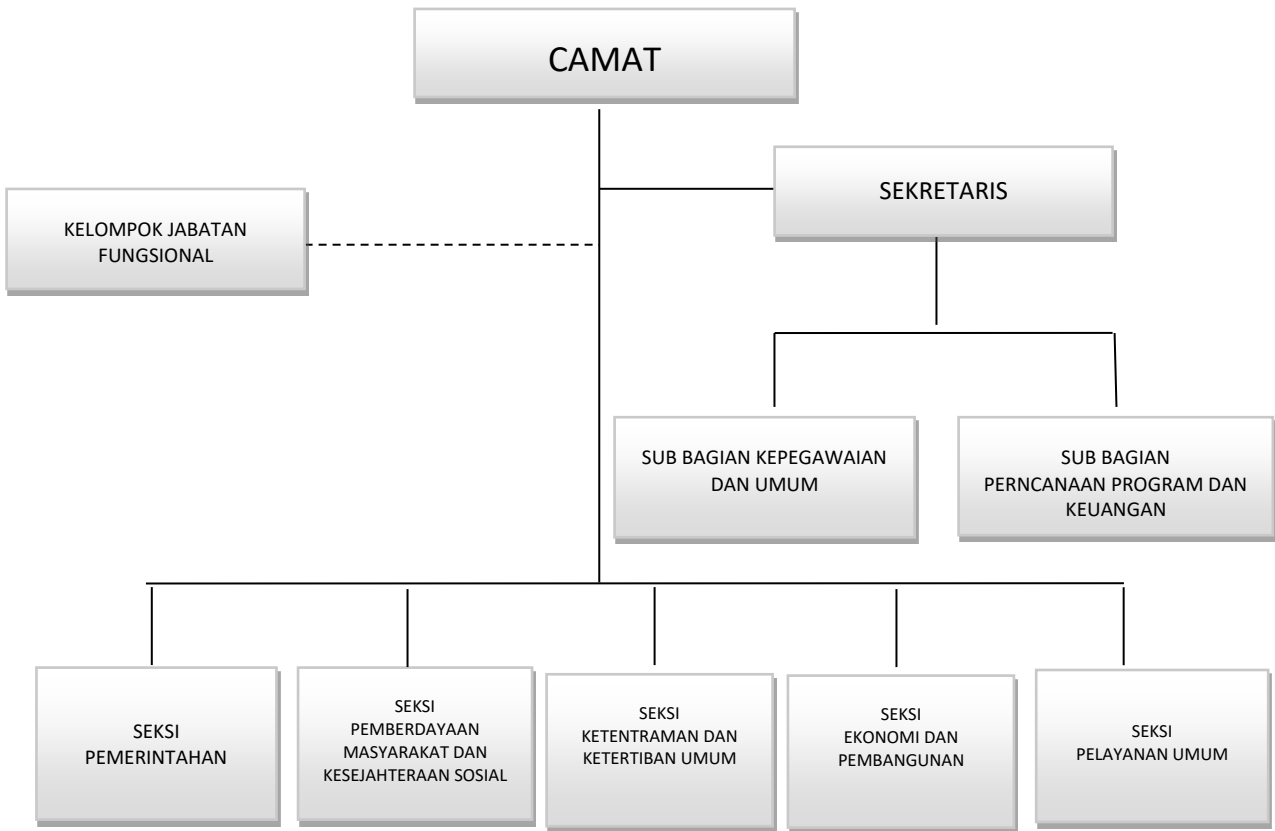 CAMAT
SEKRETARIS
KELOMPOK JABATAN
FUNGSIONAL
SUB BAGIAN KEPEGAWAIAN
DAN UMUM
SUB BAGIAN
PERNCANAAN PROGRAM DAN
KEUANGAN
SEKSI
PEMERINTAHAN
SEKSI
PEMBERDAYAAN
MASYARAKAT DAN
KESEJAHTERAAN SOSIAL
SEKSI
KETENTRAMAN DAN
KETERTIBAN UMUM
SEKSI
EKONOMI DAN
PEMBANGUNAN
SEKSI
PELAYANAN UMUM